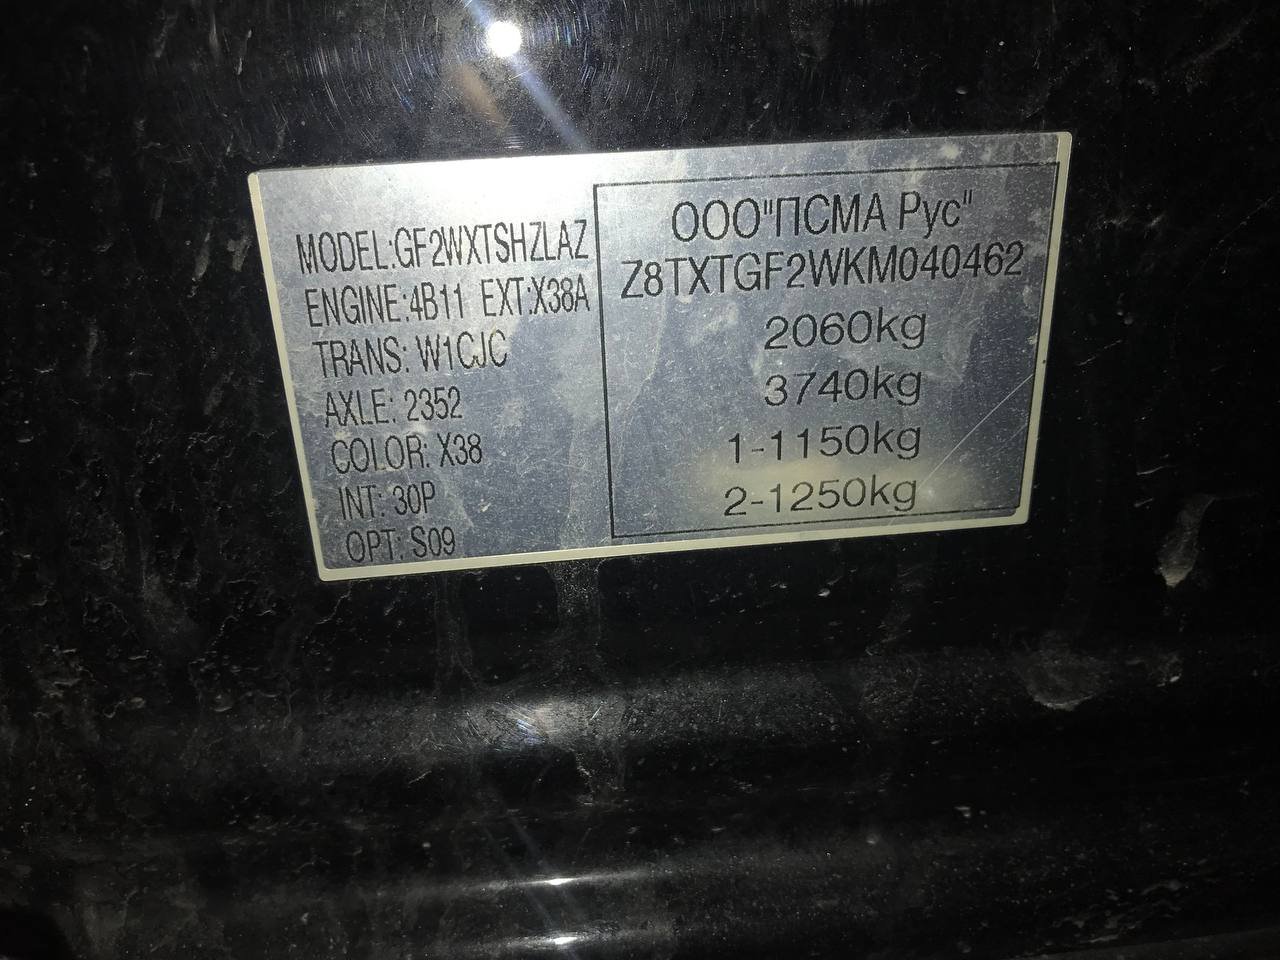 MODEL:GF2WXTSHZLAZ
ENGINE:4B11 EXT:X38A
TRANS: W1CJC
AXLE: 2352
COLOR: X38
INT: 30P
OPT: S09
ООО"ПСМА Рус"
Z8TXTGF2WKM040462
2060kg
3740kg
1-1150kg
2-1250kg